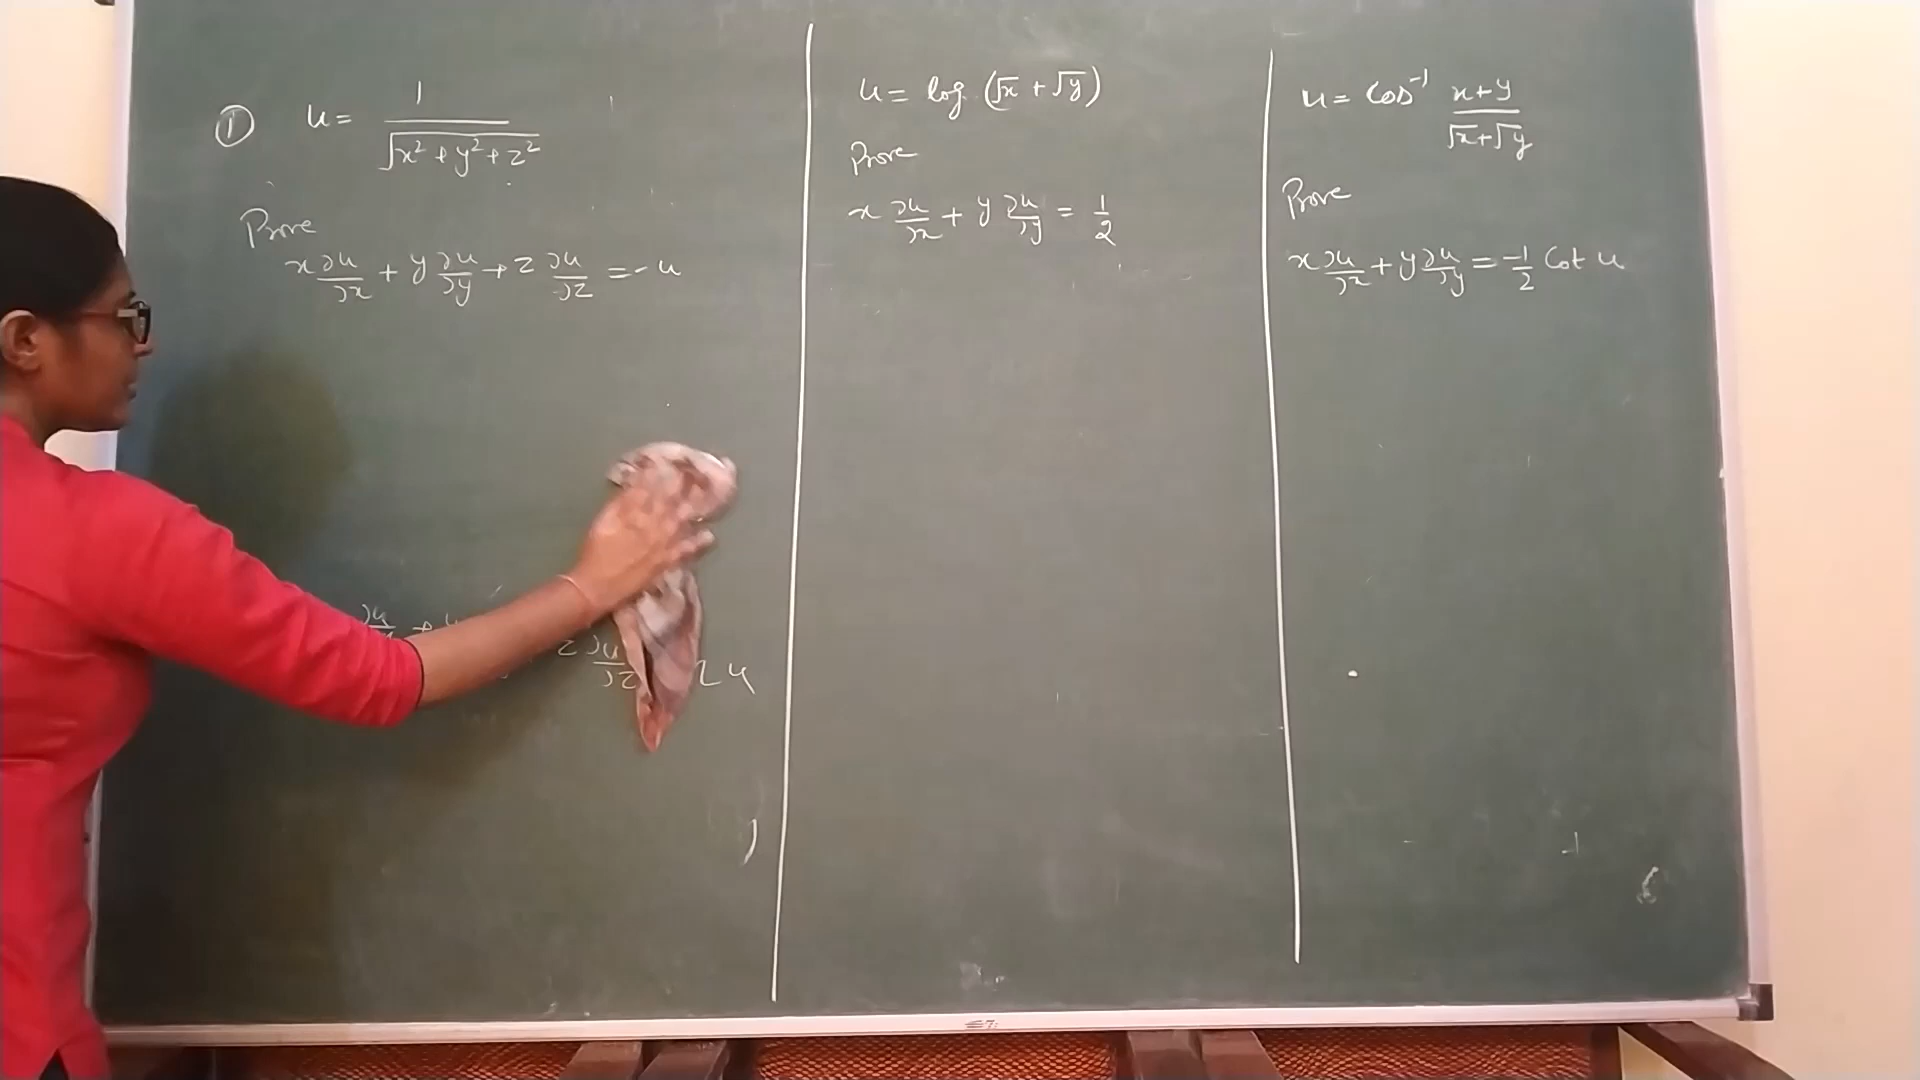 ① u = 1 / √x² + y² + z²
Prove
x ∂u/∂x + y ∂u/∂y + z ∂u/∂z = - u
z ∂u/∂z
u = log (√x + √y)
Prove
x ∂u/∂x + y ∂u/∂y = 1/2
u = Cos⁻¹ x+y / √x+√y
Prove
x ∂u/∂x + y ∂u/∂y = -1/2 Cot u